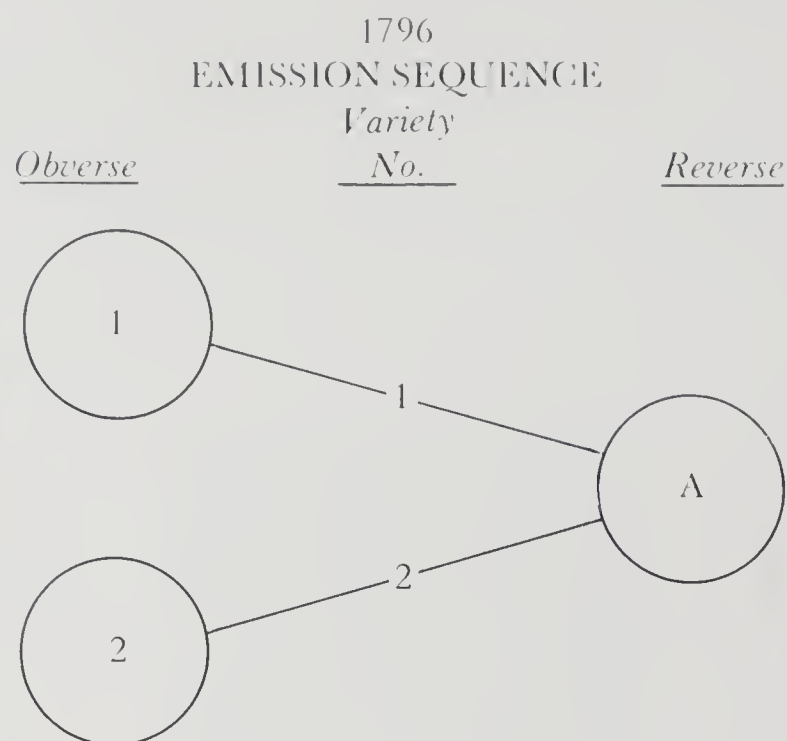 1796
EMISSION SEQUENCE
Variety
Obverse No. Reverse
1
1
A
2
2